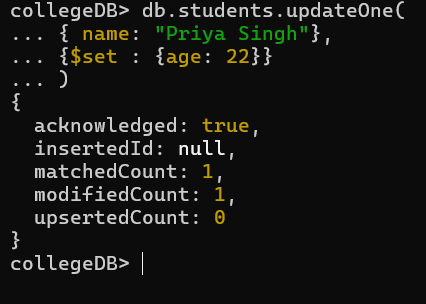 collegeDB> db.students.updateOne(
... { name: "Priya Singh"},
... {$set : {age: 22}}
... )
{
  acknowledged: true,
  insertedId: null,
  matchedCount: 1,
  modifiedCount: 1,
  upsertedCount: 0
}
collegeDB>